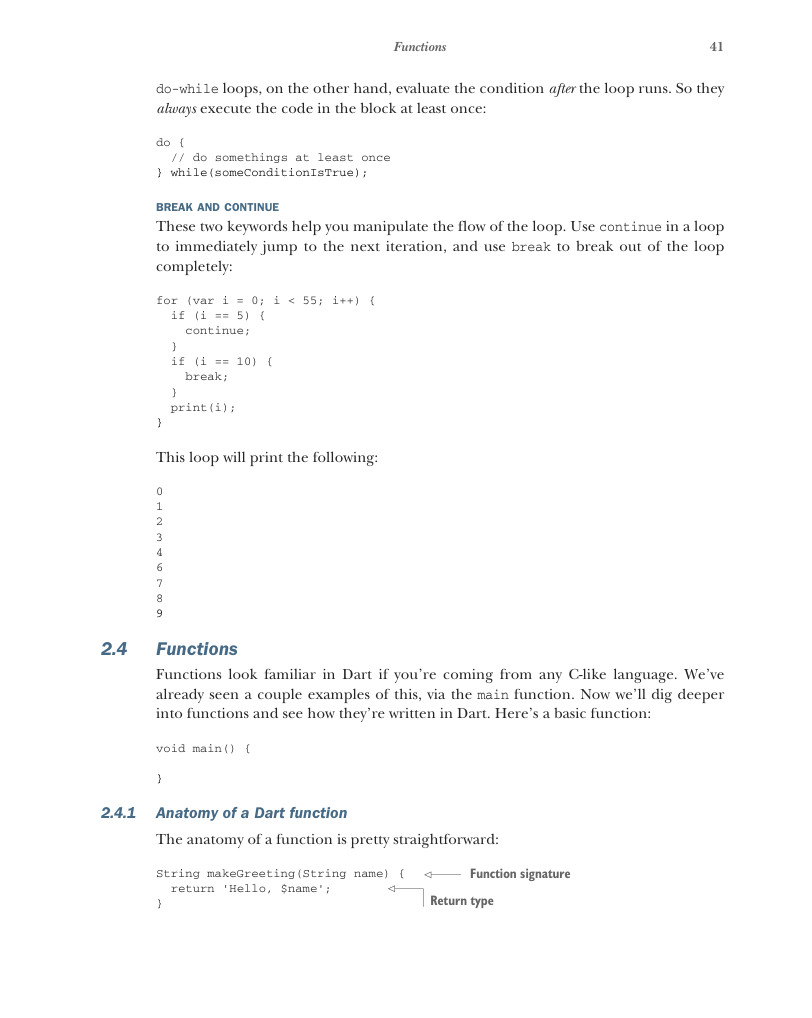 Functions 41
do-while loops, on the other hand, evaluate the condition after the loop runs. So they
always execute the code in the block at least once:
do {
  // do somethings at least once
} while(someConditionIsTrue);
BREAK AND CONTINUE
These two keywords help you manipulate the flow of the loop. Use continue in a loop
to immediately jump to the next iteration, and use break to break out of the loop
completely:
for (var i = 0; i < 55; i++) {
  if (i == 5) {
    continue;
  }
  if (i == 10) {
    break;
  }
  print(i);
}
This loop will print the following:
0
1
2
3
4
6
7
8
9
2.4 Functions
Functions look familiar in Dart if you're coming from any C-like language. We've
already seen a couple examples of this, via the main function. Now we'll dig deeper
into functions and see how they're written in Dart. Here's a basic function:
void main() {
}
2.4.1 Anatomy of a Dart function
The anatomy of a function is pretty straightforward:
String makeGreeting(String name) { Function signature
  return 'Hello, $name';
} Return type